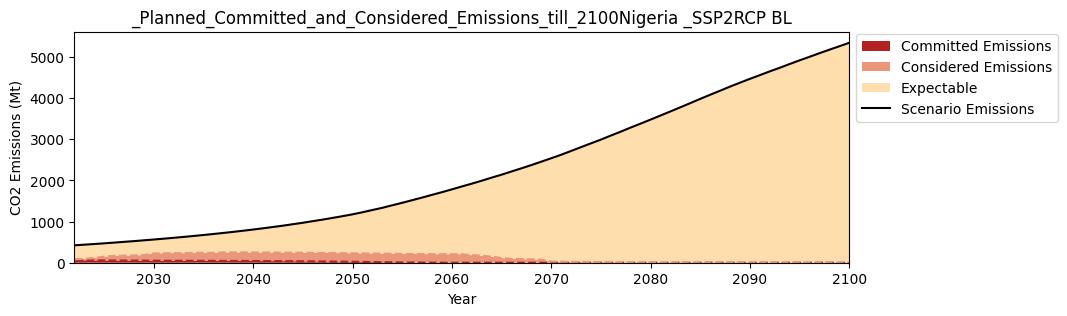 _Planned_Committed_and_Considered_Emissions_till_2100Nigeria _SSP2RCP BL
CO2 Emissions (Mt)
5000
4000
3000
2000
1000
0
2030 2040 2050 2060 2070 2080 2090 2100
Year
Committed Emissions
Considered Emissions
Expectable
Scenario Emissions